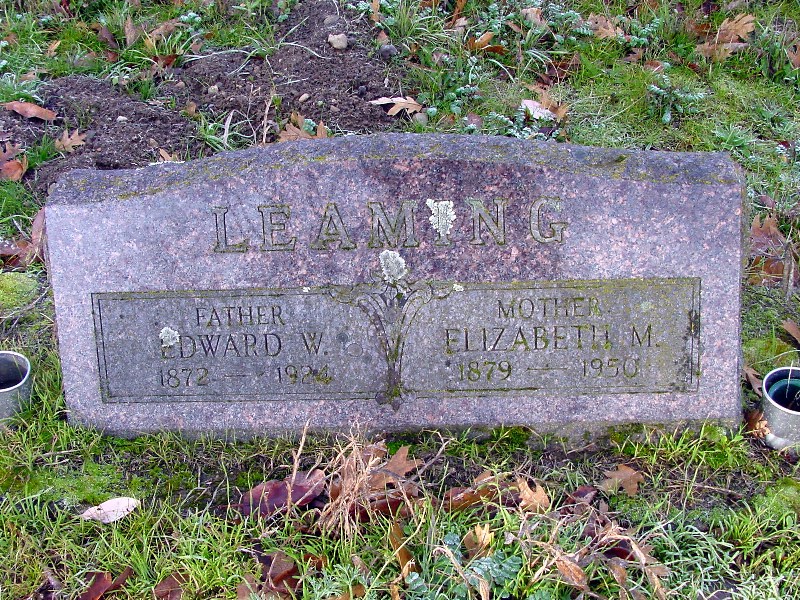 LEAMING
FATHER
EDWARD W.
1872 — 1924
MOTHER
ELIZABETH M.
1879 — 1950